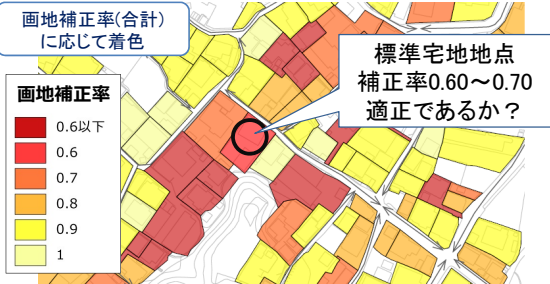 画地補正率(合計)
に応じて着色
標準宅地地点
補正率0.60～0.70
適正であるか？
画地補正率
0.6以下
0.6
0.7
0.8
0.9
1